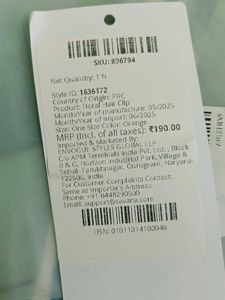 SKU: 896794
Net Quantity: 1 N
Style ID: 1636172
Country of Origin: PRC
Product: Floral Hair Clip
Month/Year of manufacture: 05/2025
Month/Year of Import: 06/2025
Size: One Size Color: Orange
MRP (Incl. of all taxes): ₹190.00
Imported & Marketed By:
ENVOGUE STYLES GLOBAL LLP
C/o APM Terminals India Pvt. Ltd., Block
B & G, Horizon Industrial Park, Village &
Tehsil -Farukhnagar, Gurugram, Haryana-
122506, India
For Customer Complaints Contact:
Same as Importer's Address
Phone: +91 8448290500
Email: support@savana.com
USN: 01011014100048